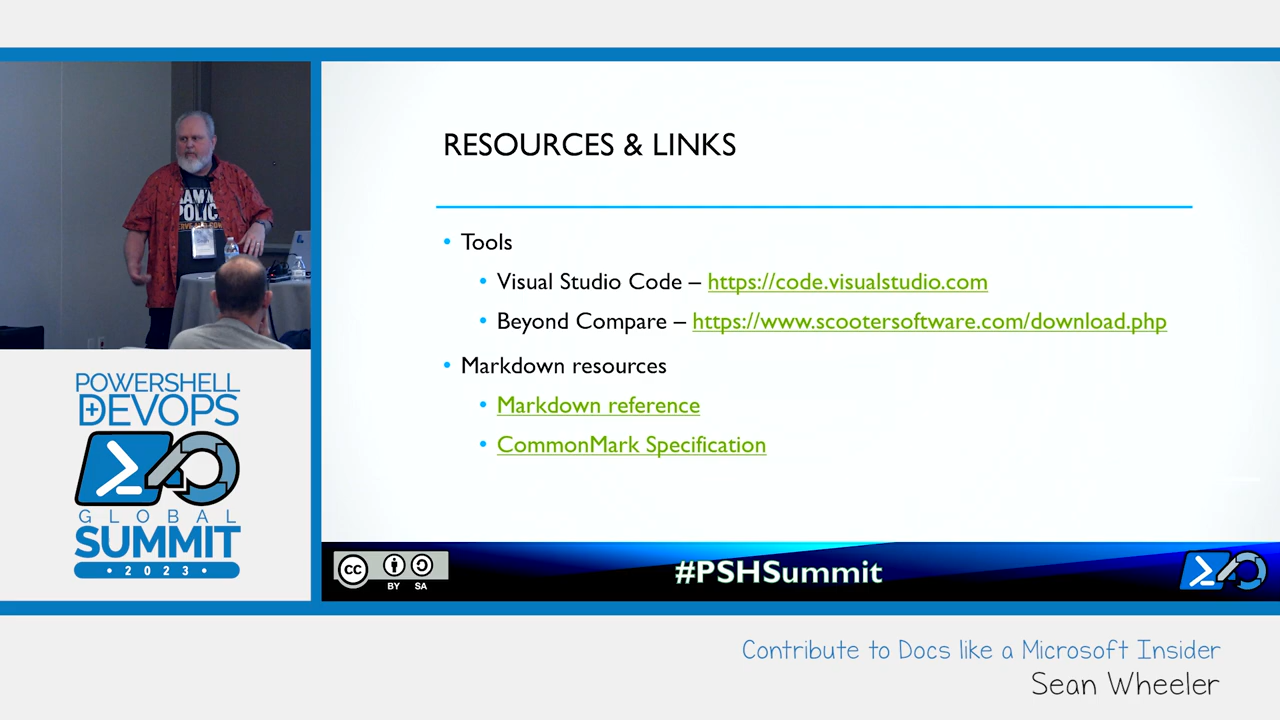 RESOURCES & LINKS
• Tools
• Visual Studio Code – https://code.visualstudio.com
• Beyond Compare – https://www.scootersoftware.com/download.php
• Markdown resources
• Markdown reference
• CommonMark Specification
POWERSHELL
+DEVOPS
GLOBAL
SUMMIT
• 2023 •
cc
BY SA
#PSHSummit
Contribute to Docs like a Microsoft Insider
Sean Wheeler